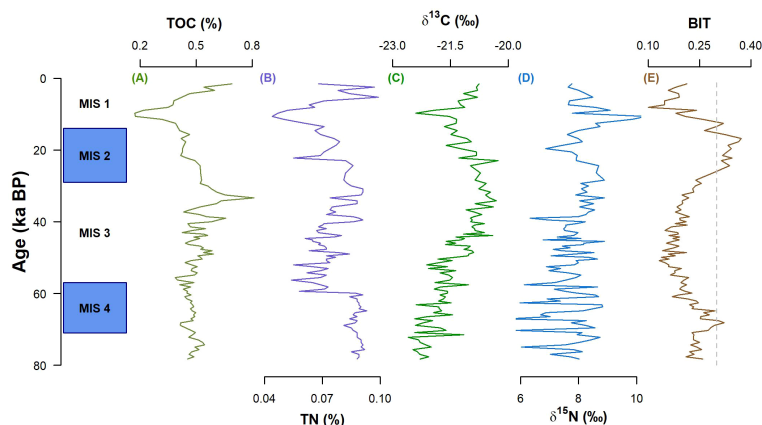 TOC (%)
δ13C (‰)
BIT
0.2 0.5 0.8
-23.0 -21.5 -20.0
0.10 0.25 0.40
(A) (B) (C) (D) (E)
0
MIS 1
MIS 2
20
MIS 3
40
60
MIS 4
80
Age (ka BP)
0.04 0.07 0.10
6 8 10
TN (%)
δ15N (‰)